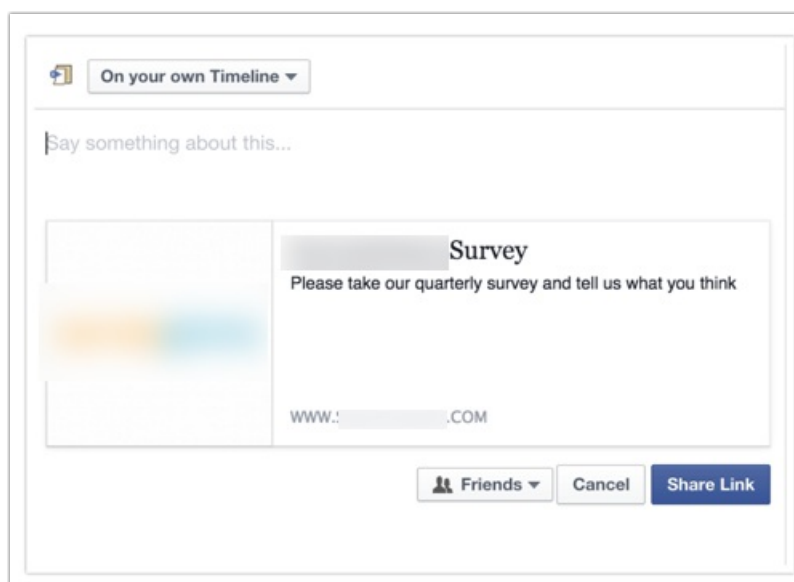 On your own Timeline
Say something about this...
Survey
Please take our quarterly survey and tell us what you think
WWW.
.COM
Friends
Cancel
Share Link